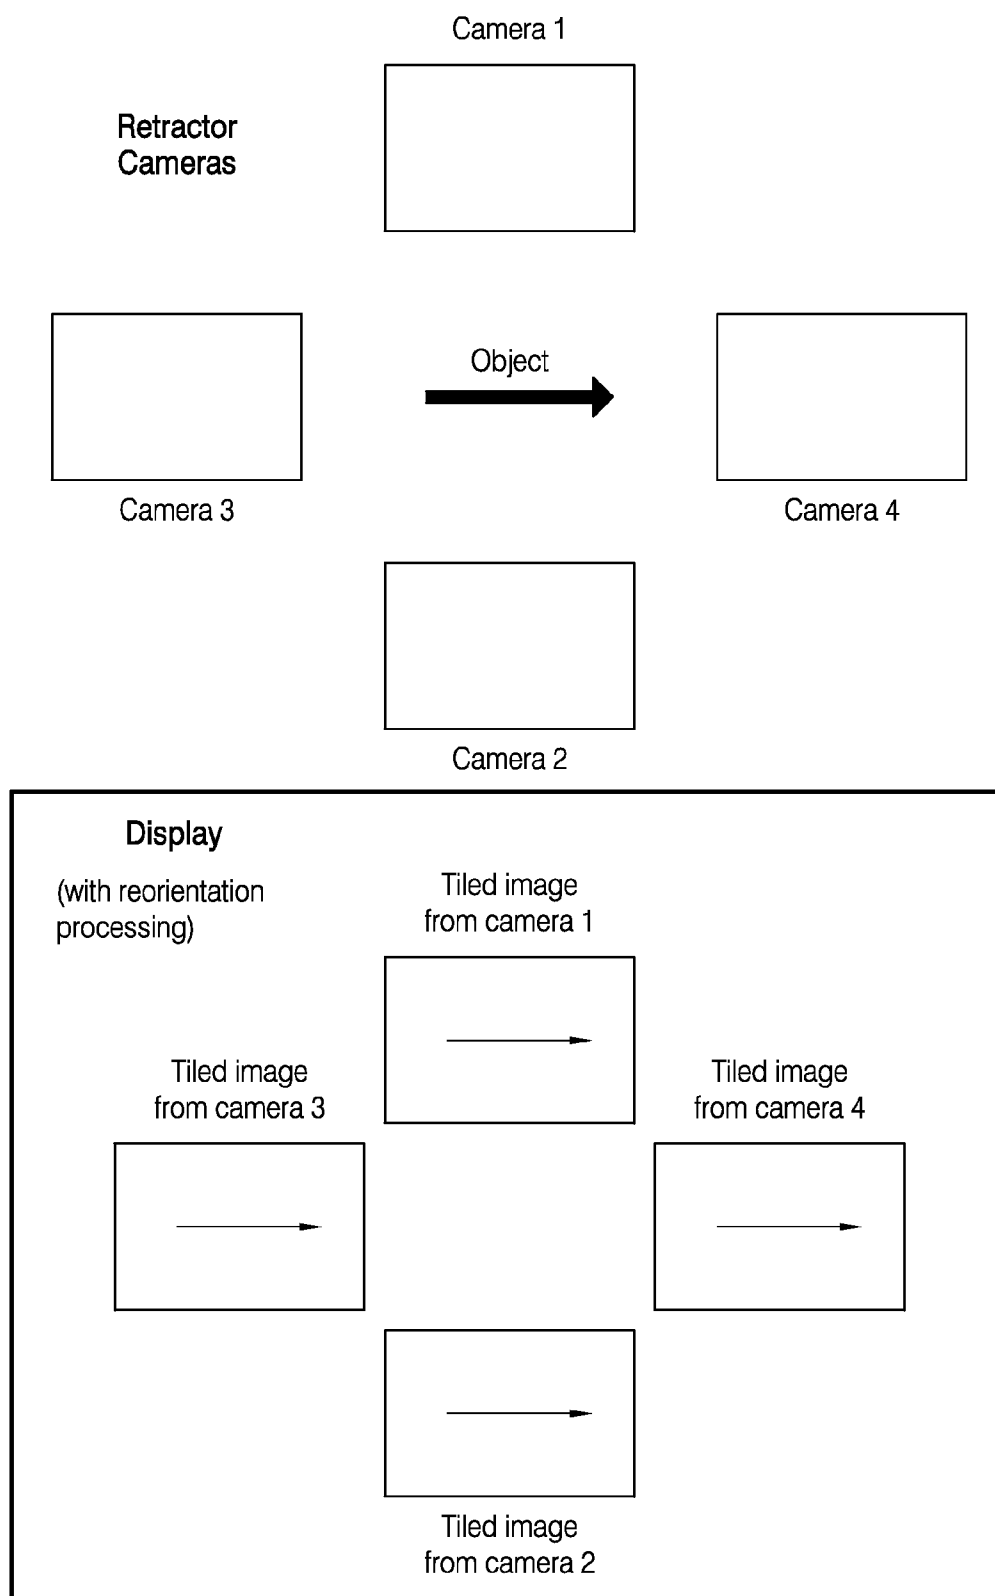 Camera 1
Retractor
Cameras
Object
Camera 3
Camera 4
Camera 2
Display
(with reorientation
processing)
Tiled image
from camera 1
Tiled image
from camera 3
Tiled image
from camera 4
Tiled image
from camera 2